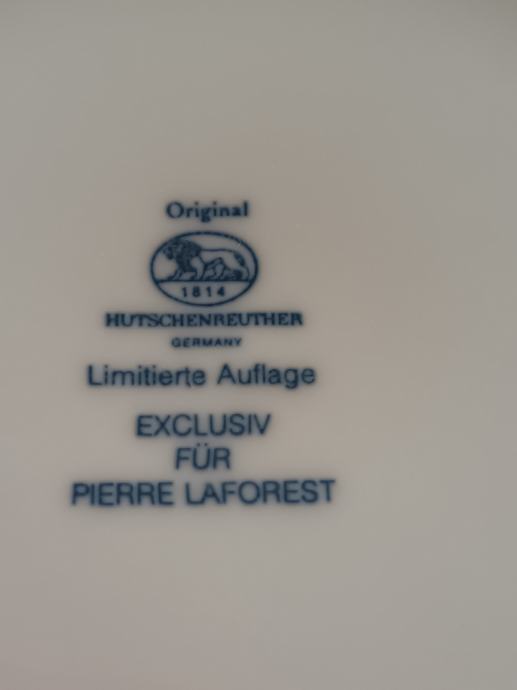 Original
1814
HUTSCHENREUTHER
GERMANY
Limitierte Auflage
EXCLUSIV
FÜR
PIERRE LAFOREST